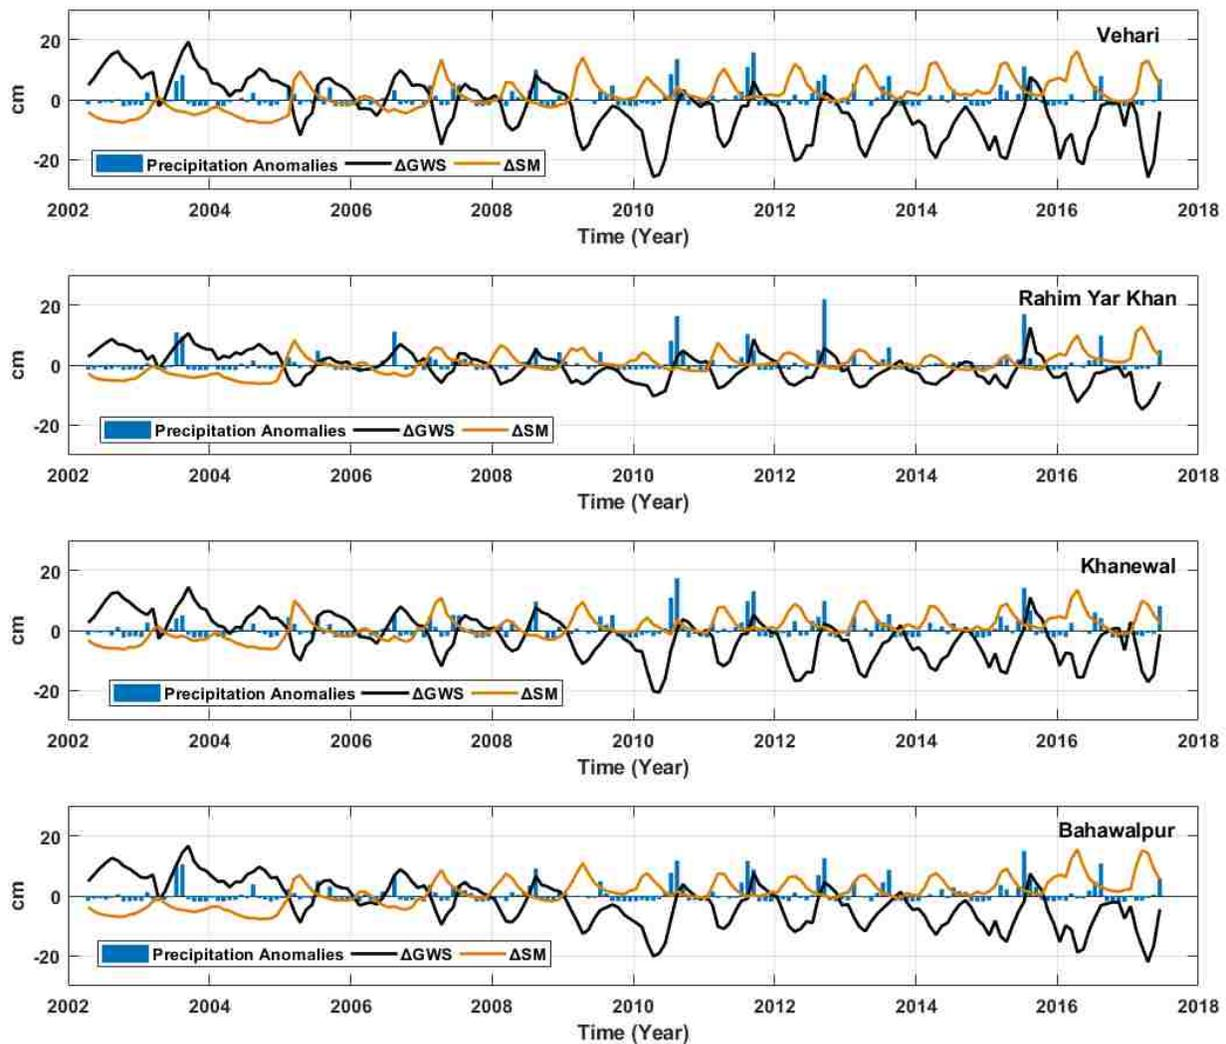 Vehari
20
0
-20
cm
Precipitation Anomalies ΔGWS ΔSM
2002 2004 2006 2008 2010 2012 2014 2016 2018
Time (Year)
Rahim Yar Khan
20
0
-20
cm
Precipitation Anomalies ΔGWS ΔSM
2002 2004 2006 2008 2010 2012 2014 2016 2018
Time (Year)
Khanewal
20
0
-20
cm
Precipitation Anomalies ΔGWS ΔSM
2002 2004 2006 2008 2010 2012 2014 2016 2018
Time (Year)
Bahawalpur
20
0
-20
cm
Precipitation Anomalies ΔGWS ΔSM
2002 2004 2006 2008 2010 2012 2014 2016 2018
Time (Year)